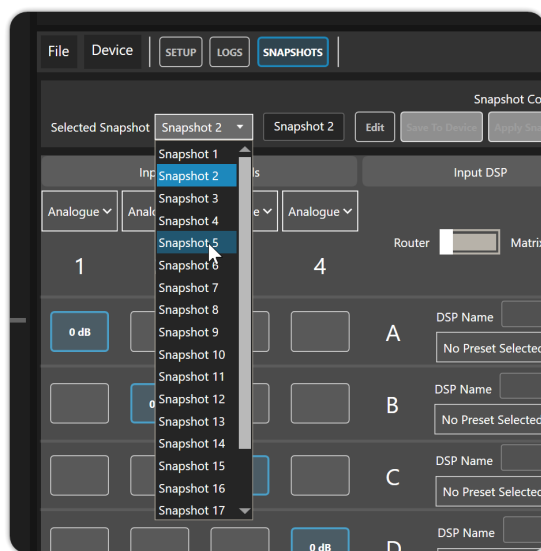 File Device SETUP LOGS SNAPSHOTS
Snapshot Co
Selected Snapshot Snapshot 2 Snapshot 2 Edit Save To Device Apply Sna
Snapshot 1
Inp ls Input DSP
Snapshot 2
Snapshot 3
Analogue Analo e Analogue
Snapshot 4
Snapshot 5
Router Matrix
Snapshot 6
1 4
Snapshot 7
Snapshot 8
DSP Name
0 dB A
Snapshot 9
No Preset Selected
Snapshot 10
Snapshot 11
DSP Name
Snapshot 12
0 B
Snapshot 13
No Preset Selected
Snapshot 14
DSP Name
Snapshot 15
C
Snapshot 16
No Preset Selected
Snapshot 17
DSP Name
0 dB D